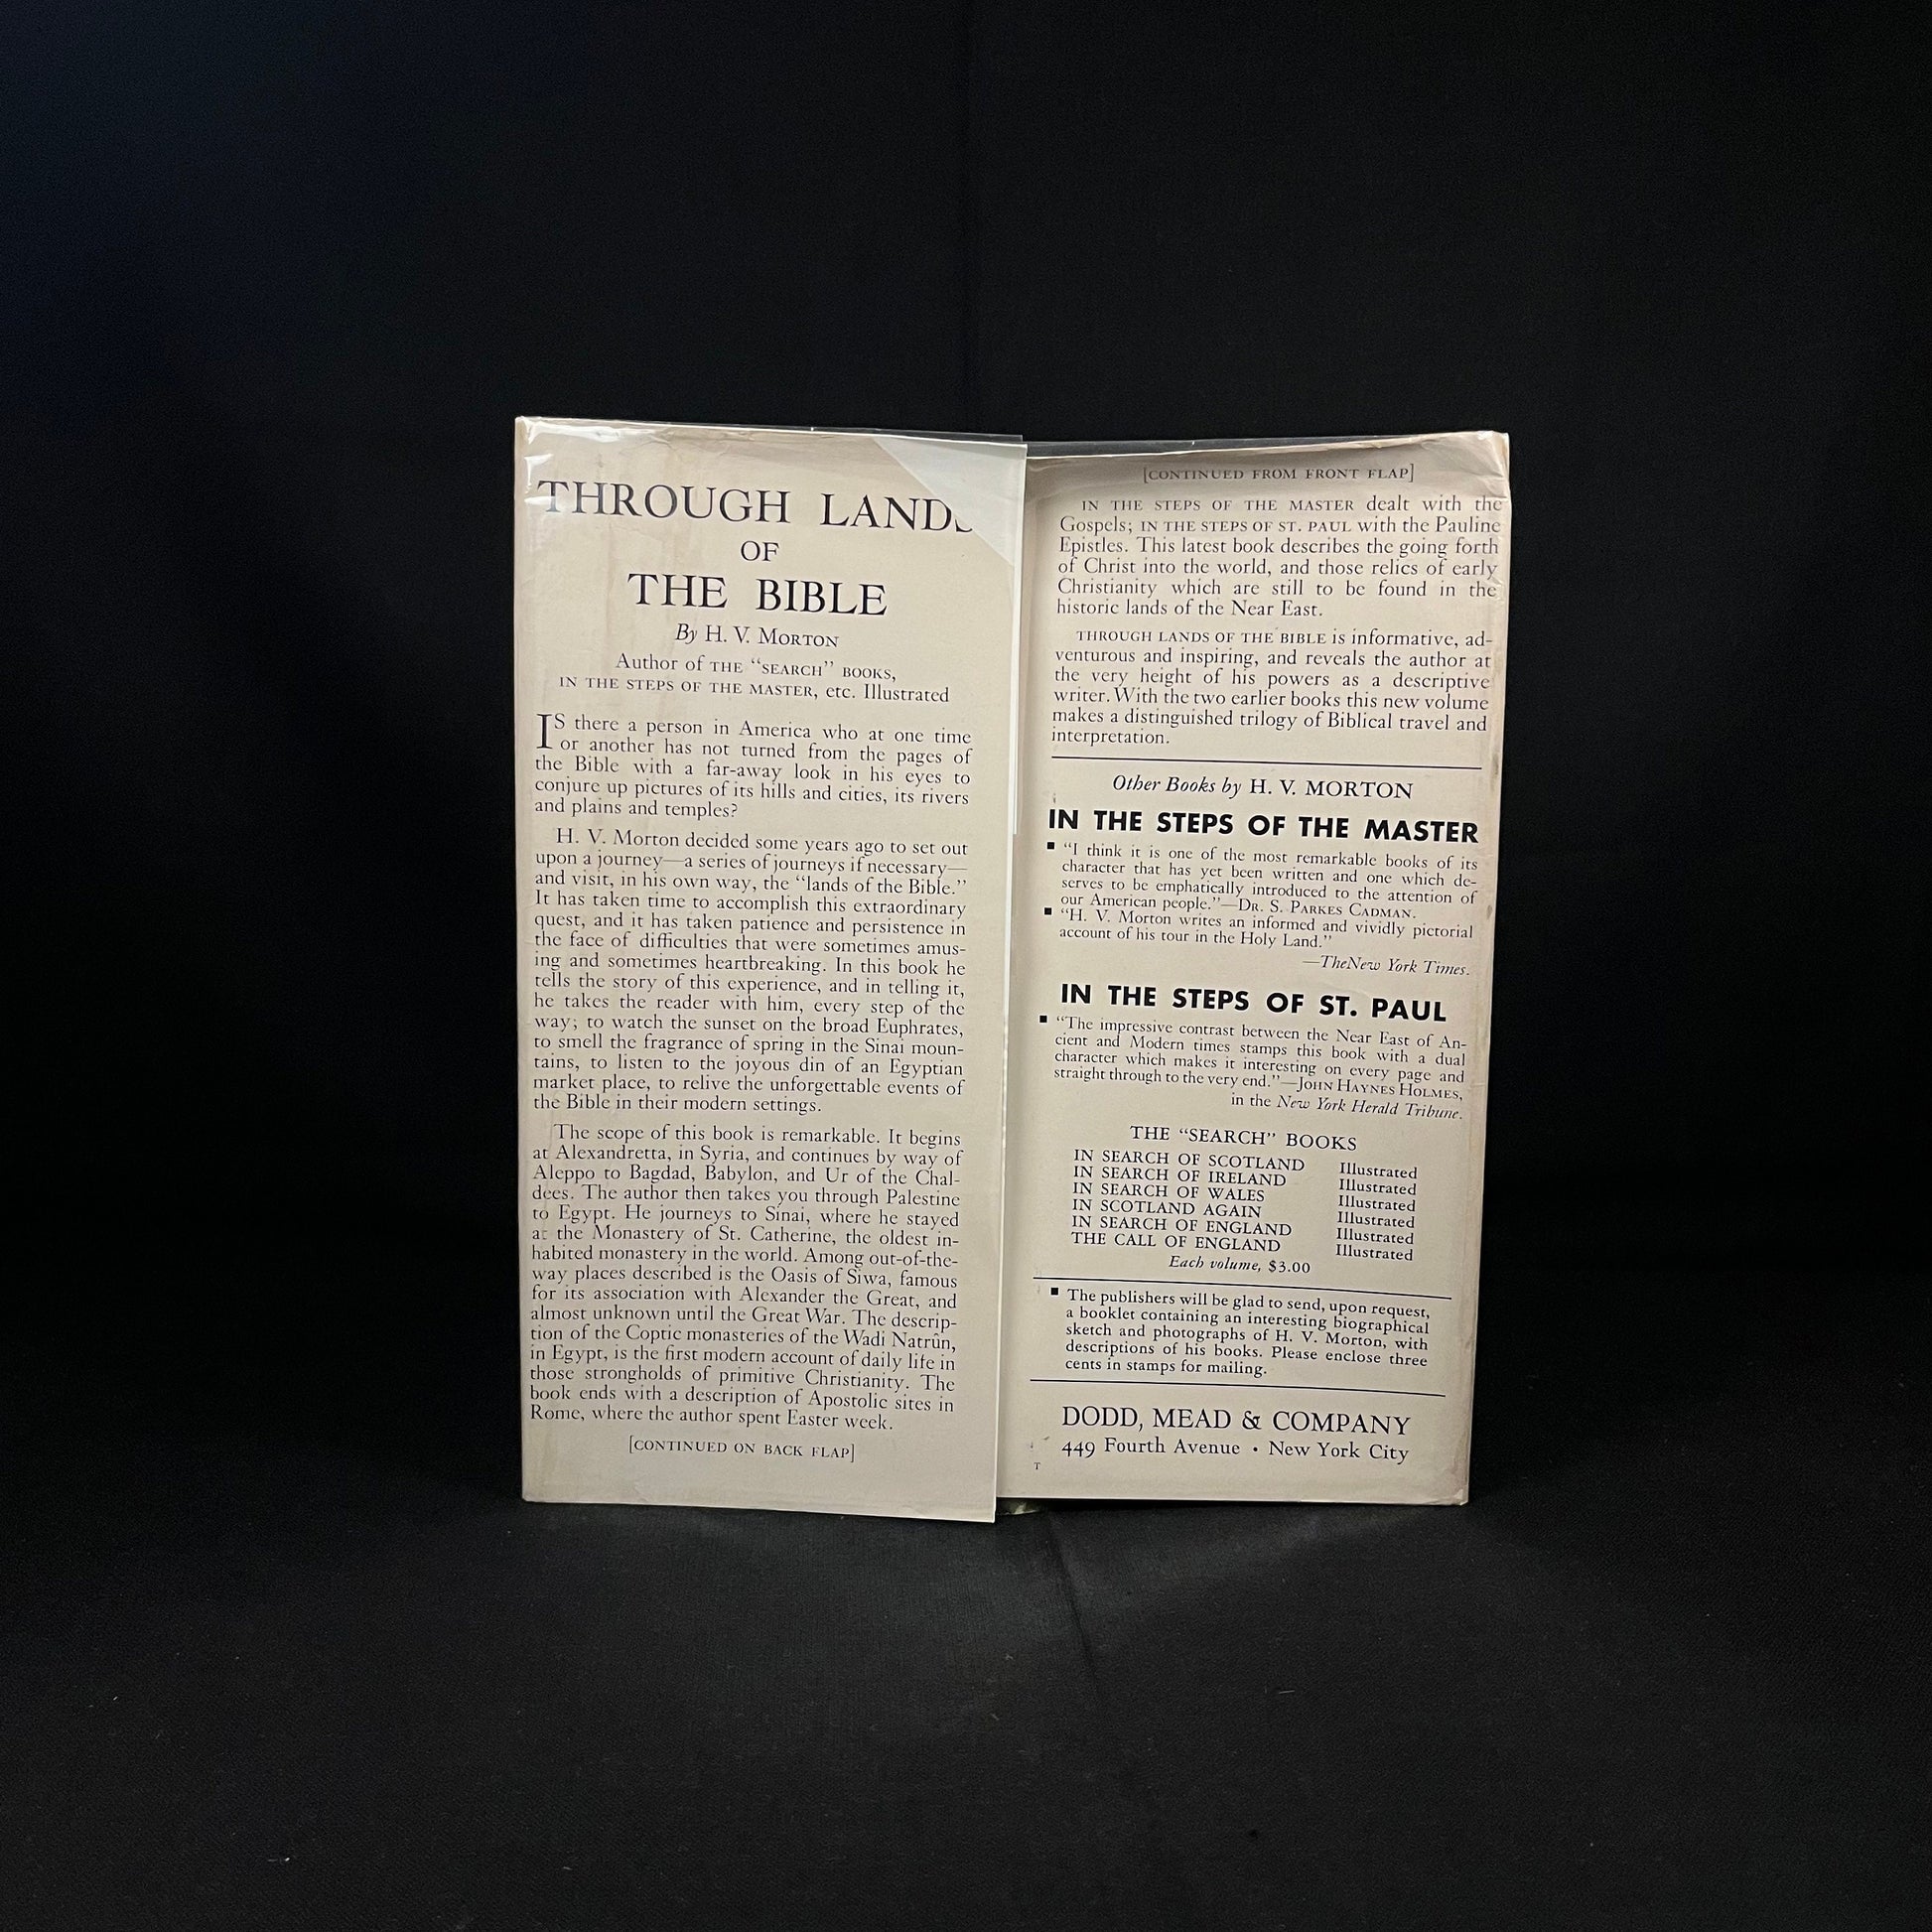 THROUGH LANDS
OF
THE BIBLE
By H. V. MORTON
Author of THE "SEARCH" BOOKS,
IN THE STEPS OF THE MASTER, etc. Illustrated
IS there a person in America who at one time
or another has not turned from the pages of
the Bible with a far-away look in his eyes to
conjure up pictures of its hills and cities, its rivers
and plains and temples?
H. V. Morton decided some years ago to set out
upon a journey—a series of journeys if necessary—
and visit, in his own way, the "lands of the Bible."
It has taken time to accomplish this extraordinary
quest, and it has taken patience and persistence in
the face of difficulties that were sometimes amus-
ing and sometimes heartbreaking. In this book he
tells the story of this experience, and in telling it,
he takes the reader with him, every step of the
way; to watch the sunset on the broad Euphrates,
to smell the fragrance of spring in the Sinai moun-
tains, to listen to the joyous din of an Egyptian
market place, to relive the unforgettable events of
the Bible in their modern settings.
The scope of this book is remarkable. It begins
at Alexandretta, in Syria, and continues by way of
Aleppo to Bagdad, Babylon, and Ur of the Chal-
dees. The author then takes you through Palestine
to Egypt. He journeys to Sinai, where he stayed
at the Monastery of St. Catherine, the oldest in-
habited monastery in the world. Among out-of-the-
way places described is the Oasis of Siwa, famous
for its association with Alexander the Great, and
almost unknown until the Great War. The descrip-
tion of the Coptic monasteries of the Wadi Natrûn,
in Egypt, is the first modern account of daily life in
those strongholds of primitive Christianity. The
book ends with a description of Apostolic sites in
Rome, where the author spent Easter week.
[CONTINUED ON BACK FLAP]
[CONTINUED FROM FRONT FLAP]
IN THE STEPS OF THE MASTER dealt with the
Gospels; IN THE STEPS OF ST. PAUL with the Pauline
Epistles. This latest book describes the going forth
of Christ into the world, and those relics of early
Christianity which are still to be found in the
historic lands of the Near East.
THROUGH LANDS OF THE BIBLE is informative, ad-
venturous and inspiring, and reveals the author at
the very height of his powers as a descriptive
writer. With the two earlier books this new volume
makes a distinguished trilogy of Biblical travel and
interpretation.
Other Books by H. V. MORTON
IN THE STEPS OF THE MASTER
▪ "I think it is one of the most remarkable books of its
character that has yet been written and one which de-
serves to be emphatically introduced to the attention of
our American people."—DR. S. PARKES CADMAN.
▪ "H. V. Morton writes an informed and vividly pictorial
account of his tour in the Holy Land."
—TheNew York Times.
IN THE STEPS OF ST. PAUL
▪ "The impressive contrast between the Near East of An-
cient and Modern times stamps this book with a dual
character which makes it interesting on every page and
straight through to the very end."—JOHN HAYNES HOLMES,
in the New York Herald Tribune.
THE "SEARCH" BOOKS
IN SEARCH OF SCOTLAND Illustrated
IN SEARCH OF IRELAND Illustrated
IN SEARCH OF WALES Illustrated
IN SCOTLAND AGAIN Illustrated
IN SEARCH OF ENGLAND Illustrated
THE CALL OF ENGLAND Illustrated
Each volume, $3.00
▪ The publishers will be glad to send, upon request,
a booklet containing an interesting biographical
sketch and photographs of H. V. Morton, with
descriptions of his books. Please enclose three
cents in stamps for mailing.
DODD, MEAD & COMPANY
449 Fourth Avenue · New York City
T